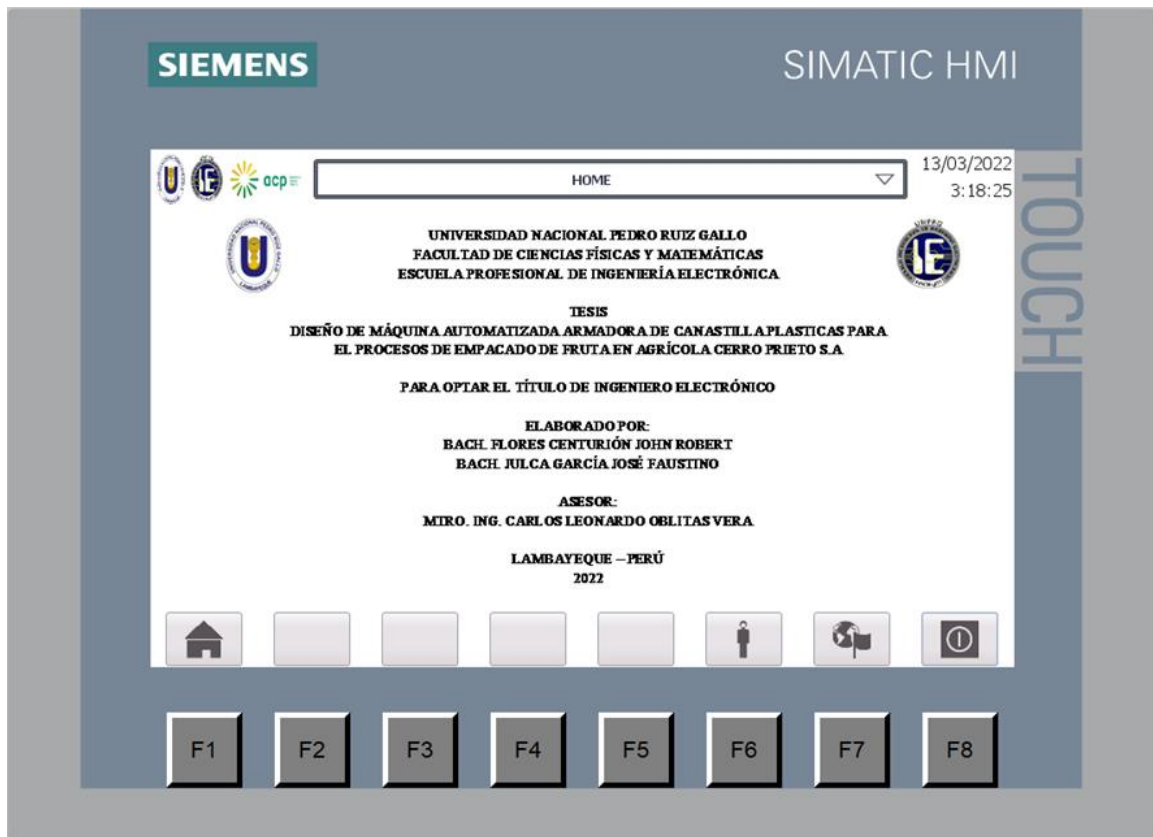 SIEMENS
SIMATIC HMI
TOUCH
acp
HOME
13/03/2022
3:18:25
UNIVERSIDAD NACIONAL PEDRO RUIZ GALLO
FACULTAD DE CIENCIAS FÍSICAS Y MATEMÁTICAS
ESCUELA PROFESIONAL DE INGENIERÍA ELECTRÓNICA
TESIS
DISEÑO DE MÁQUINA AUTOMATIZADA ARMADORA DE CANASTILLA PLASTICAS PARA
EL PROCESOS DE EMPACADO DE FRUTA EN AGRÍCOLA CERRO PRIETO S.A
PARA OPTAR EL TÍTULO DE INGENIERO ELECTRÓNICO
ELABORADO POR:
BACH. FLORES CENTURIÓN JOHN ROBERT
BACH. JULCA GARCÍA JOSÉ FAUSTINO
ASESOR:
MTRO. ING. CARLOS LEONARDO OBLITAS VERA
LAMBAYEQUE – PERÚ
2022
F1 F2 F3 F4 F5 F6 F7 F8